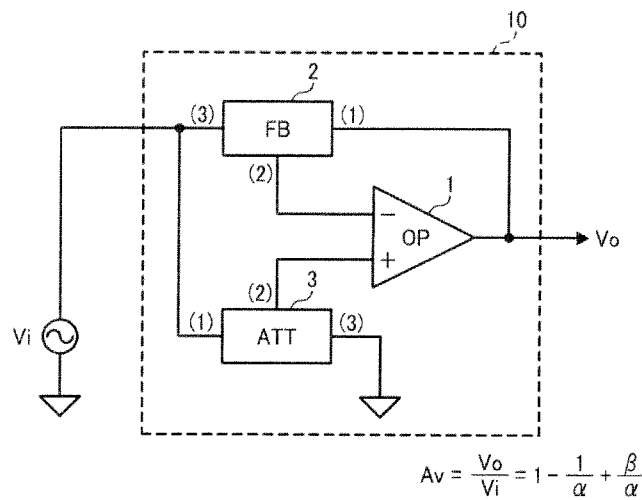 10
2
(3) FB (1)
(2)
1
− OP +
Vo
(2) 3
(1) ATT (3)
Vi
Av = Vo/Vi = 1 − 1/α + β/α